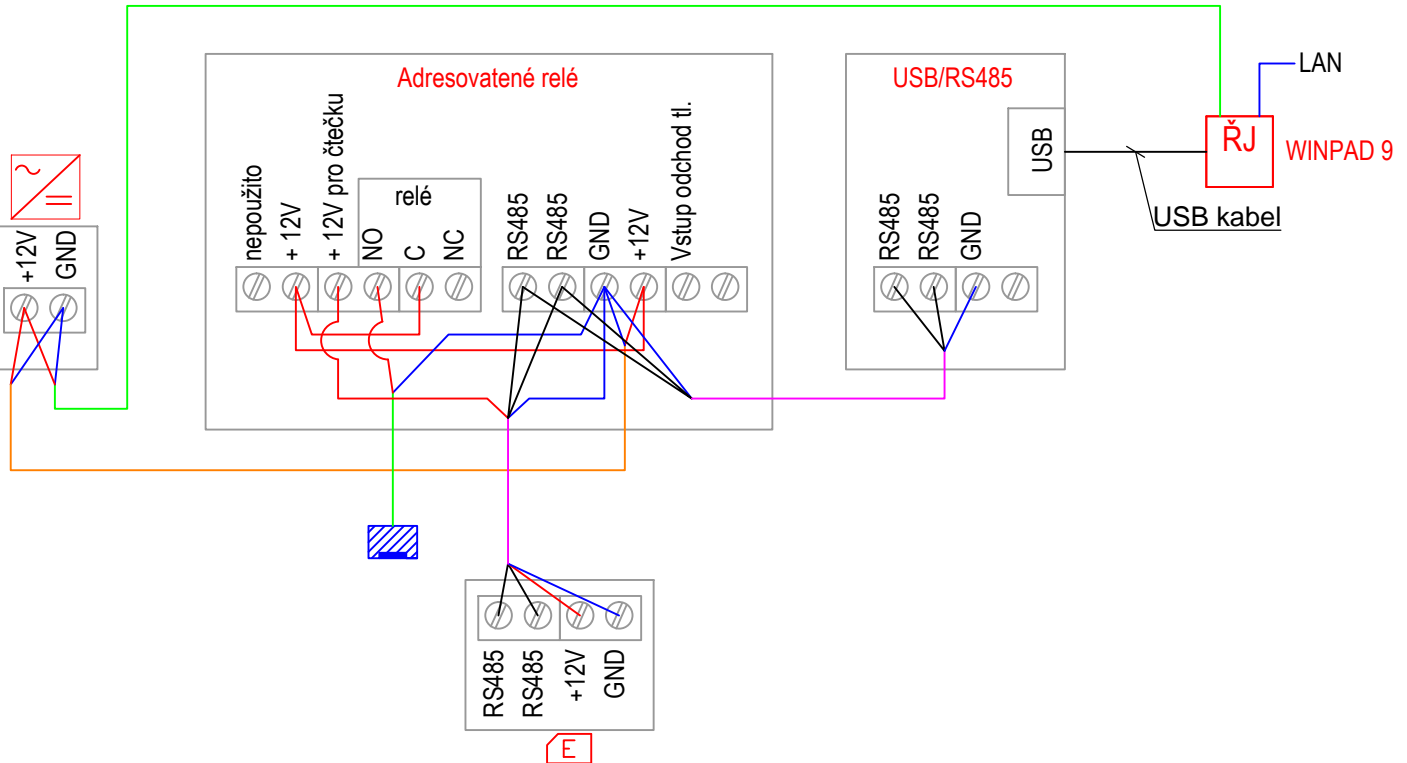 LAN
Adresovatené relé
USB/RS485
ŘJ
WINPAD 9
USB
USB kabel
+12V
GND
nepoužito
+ 12V
+ 12V pro čtečku
relé
NO
C
NC
RS485
RS485
GND
+12V
Vstup odchod tl.
RS485
RS485
GND
RS485
RS485
+12V
GND
E